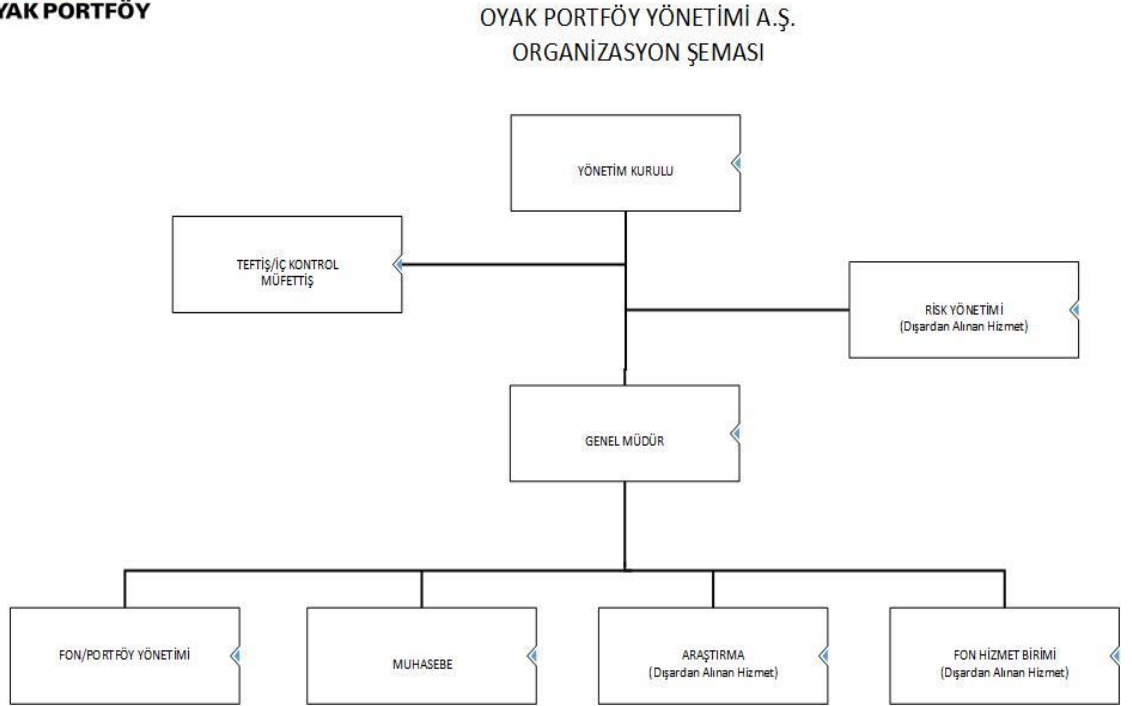 YAK PORTFÖY
OYAK PORTFÖY YÖNETİMİ A.Ş.
ORGANİZASYON ŞEMASI
YÖNETİM KURULU
TEFTİŞ/İÇ KONTROL
MÜFETTİŞ
RİSK YÖNETİMİ
(Dışardan Alınan Hizmet)
GENEL MÜDÜR
FON/PORTFÖY YÖNETİMİ
MUHASEBE
ARAŞTIRMA
(Dışardan Alınan Hizmet)
FON HİZMET BİRİMİ
(Dışardan Alınan Hizmet)